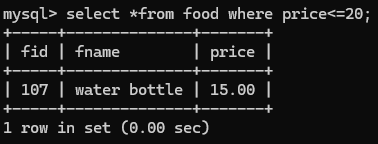 mysql> select *from food where price<=20;
+-----+--------------+-------+
| fid | fname        | price |
+-----+--------------+-------+
| 107 | water bottle | 15.00 |
+-----+--------------+-------+
1 row in set (0.00 sec)